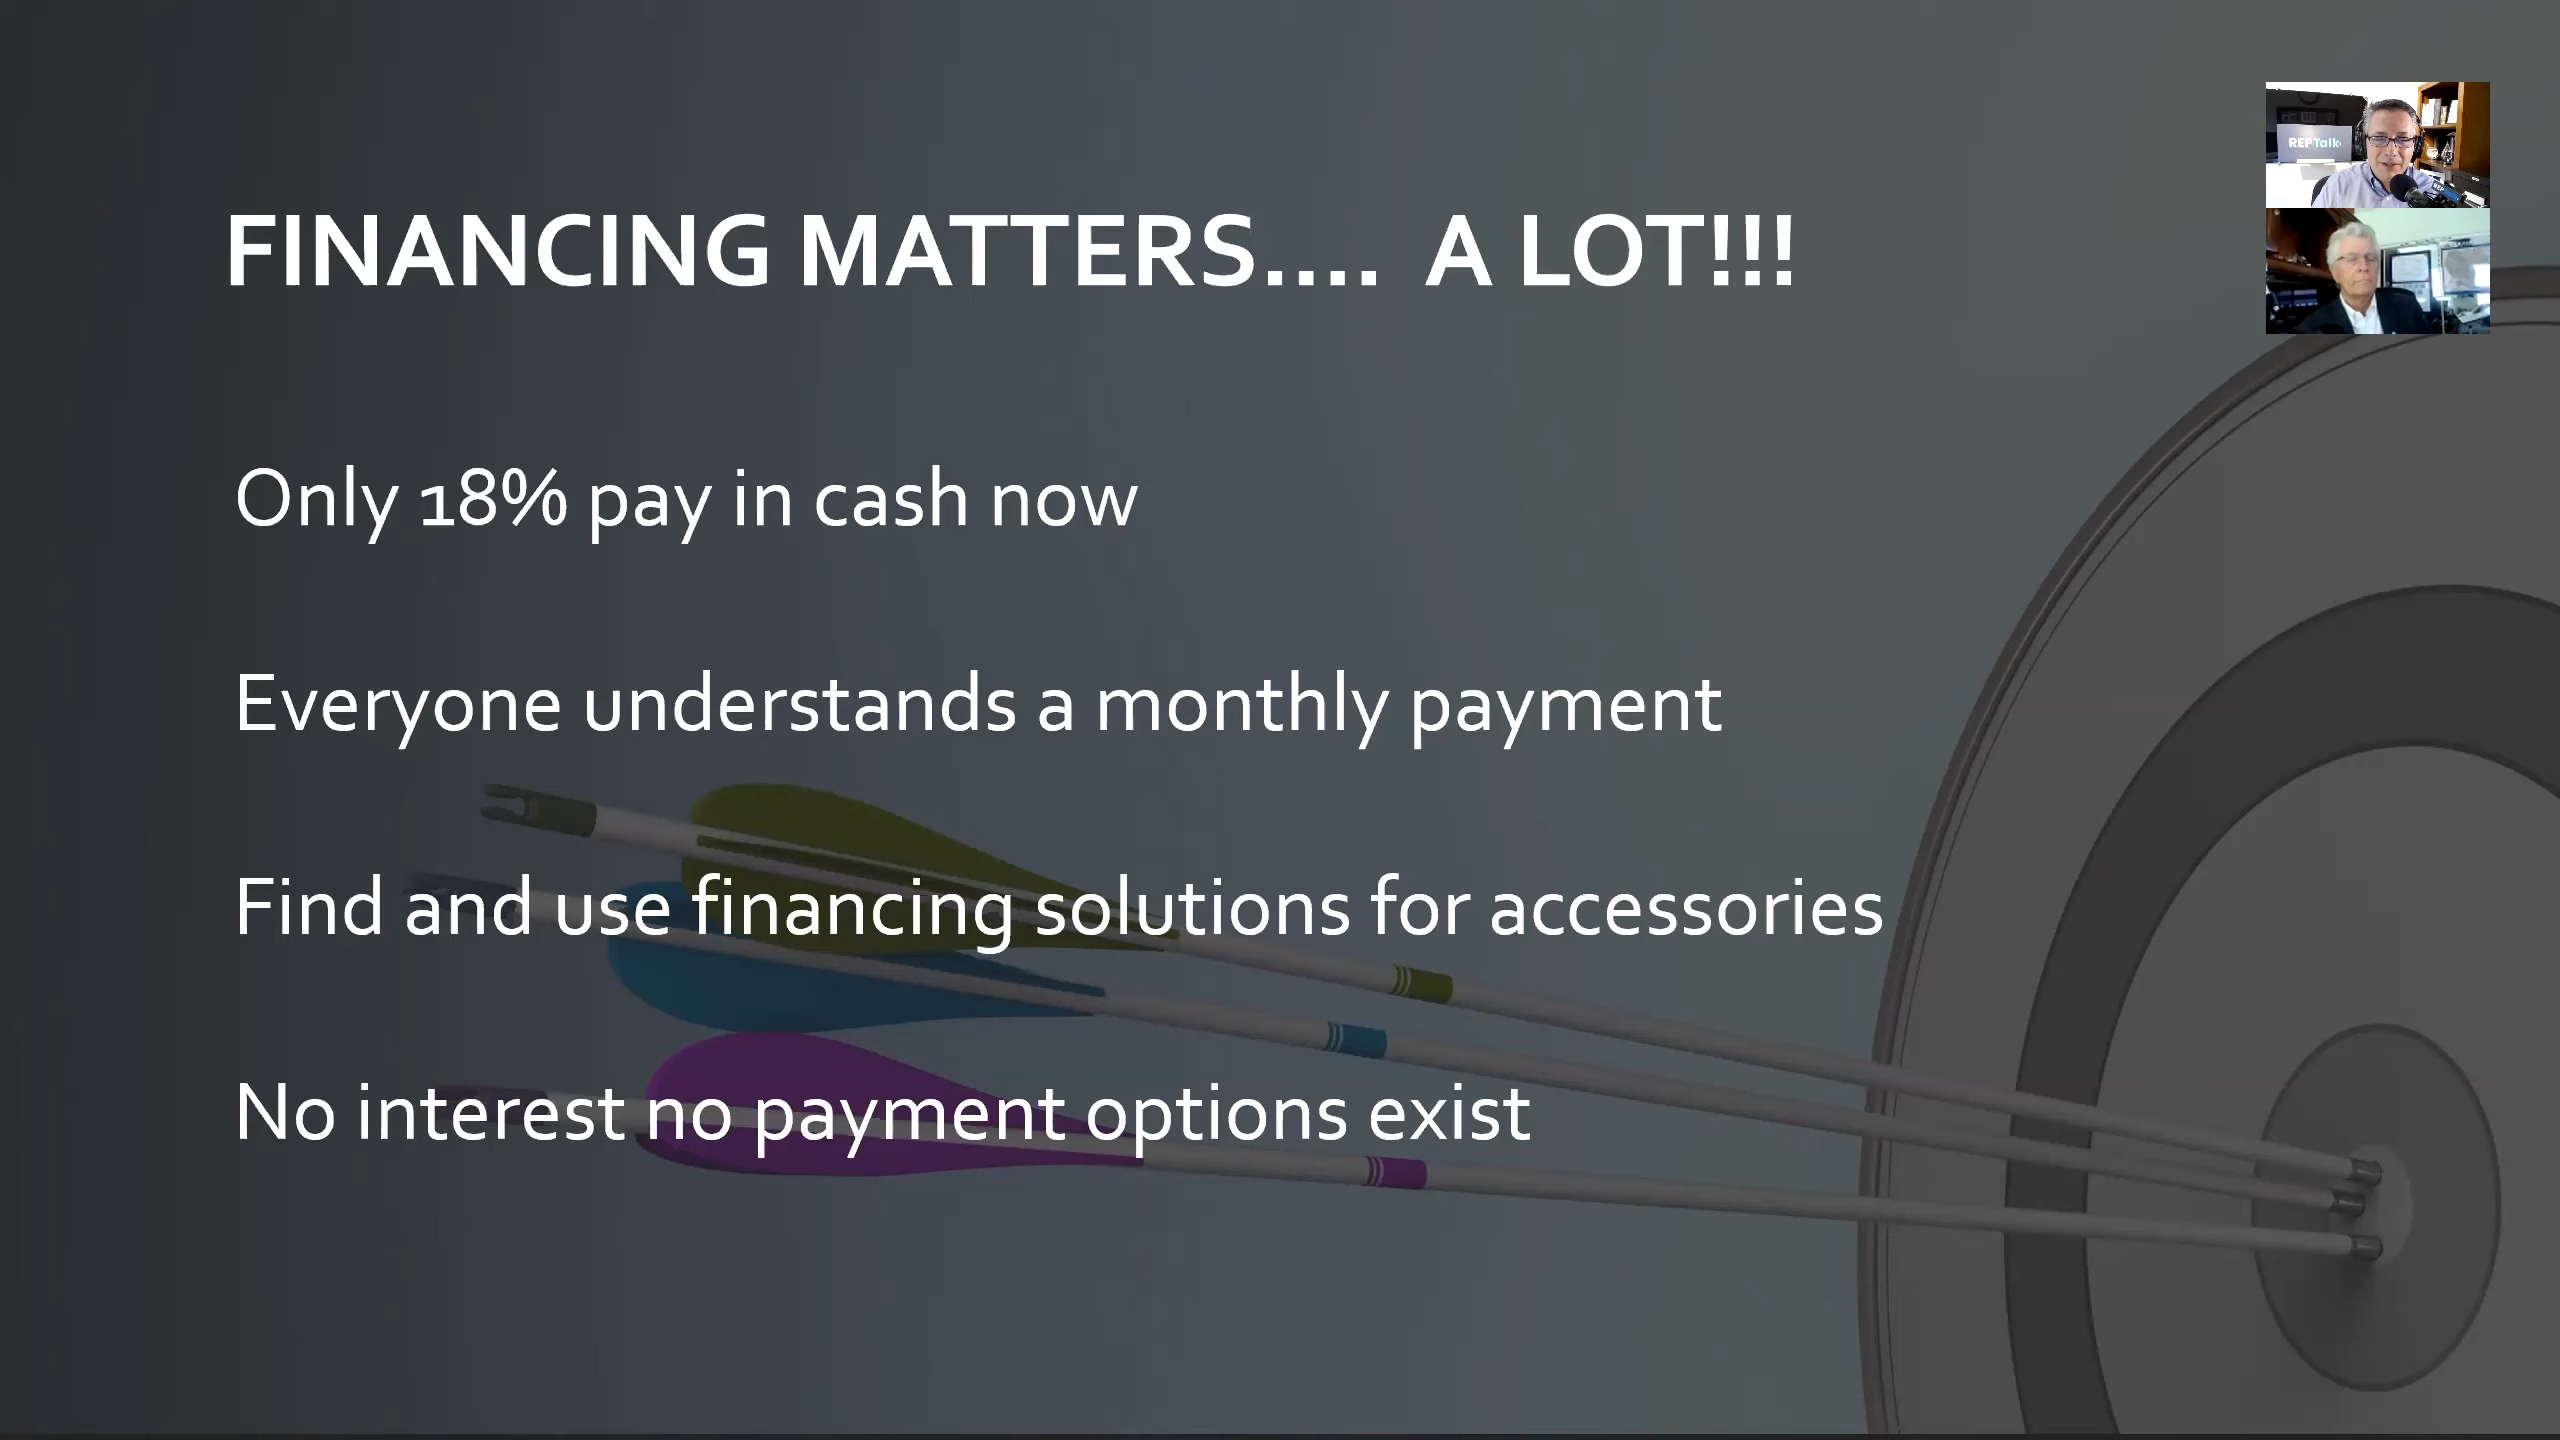 REPTalk
FINANCING MATTERS.... A LOT!!!
Only 18% pay in cash now
Everyone understands a monthly payment
Find and use financing solutions for accessories
No interest no payment options exist